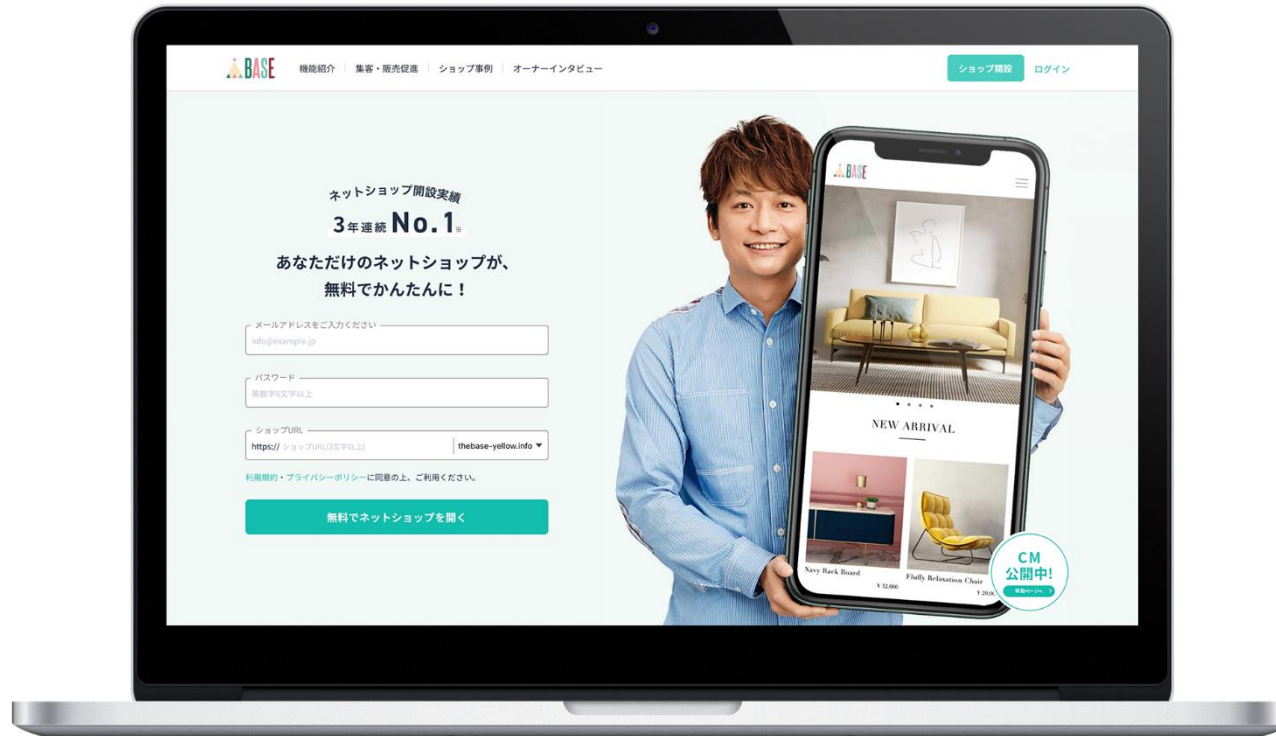 BASE
機能紹介
集客・販売促進
ショップ事例
オーナーインタビュー
ショップ開設
ログイン
ネットショップ開設実績
3年連続 No.1※
あなただけのネットショップが、
無料でかんたんに！
メールアドレスをご入力ください
info@example.jp
パスワード
英数字6文字以上
ショップURL
https:// ショップURL(3文字以上) thebase-yellow.info
利用規約・プライバシーポリシーに同意の上、ご利用ください。
無料でネットショップを開く
BASE
NEW ARRIVAL
Navy Rack Board
¥ 32,000
Fluffy Relaxation Chair
CM
公開中!